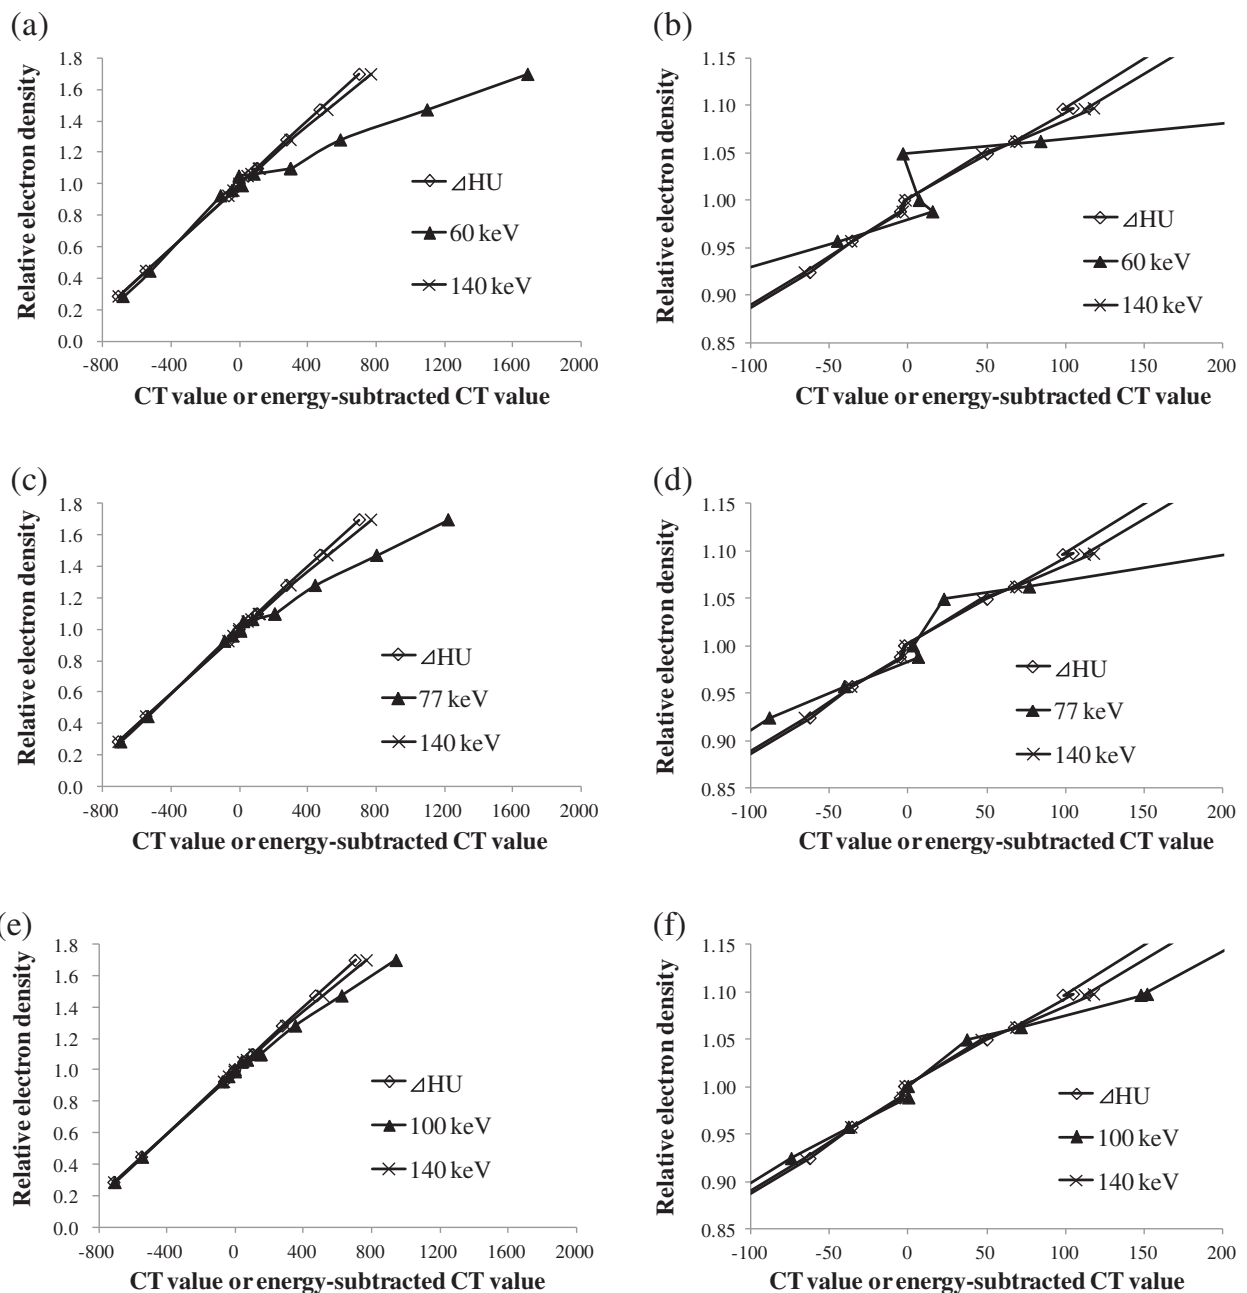 (a)
1.8
1.6
1.4
1.2
1.0
0.8
0.6
0.4
0.2
0.0
-800 -400 0 400 800 1200 1600 2000
Relative electron density
CT value or energy-subtracted CT value
⊿HU
60 keV
140 keV
(b)
1.15
1.10
1.05
1.00
0.95
0.90
0.85
-100 -50 0 50 100 150 200
Relative electron density
CT value or energy-subtracted CT value
⊿HU
60 keV
140 keV
(c)
1.8
1.6
1.4
1.2
1.0
0.8
0.6
0.4
0.2
0.0
-800 -400 0 400 800 1200 1600 2000
Relative electron density
CT value or energy-subtracted CT value
⊿HU
77 keV
140 keV
(d)
1.15
1.10
1.05
1.00
0.95
0.90
0.85
-100 -50 0 50 100 150 200
Relative electron density
CT value or energy-subtracted CT value
⊿HU
77 keV
140 keV
(e)
1.8
1.6
1.4
1.2
1.0
0.8
0.6
0.4
0.2
0.0
-800 -400 0 400 800 1200 1600 2000
Relative electron density
CT value or energy-subtracted CT value
⊿HU
100 keV
140 keV
(f)
1.15
1.10
1.05
1.00
0.95
0.90
0.85
-100 -50 0 50 100 150 200
Relative electron density
CT value or energy-subtracted CT value
⊿HU
100 keV
140 keV